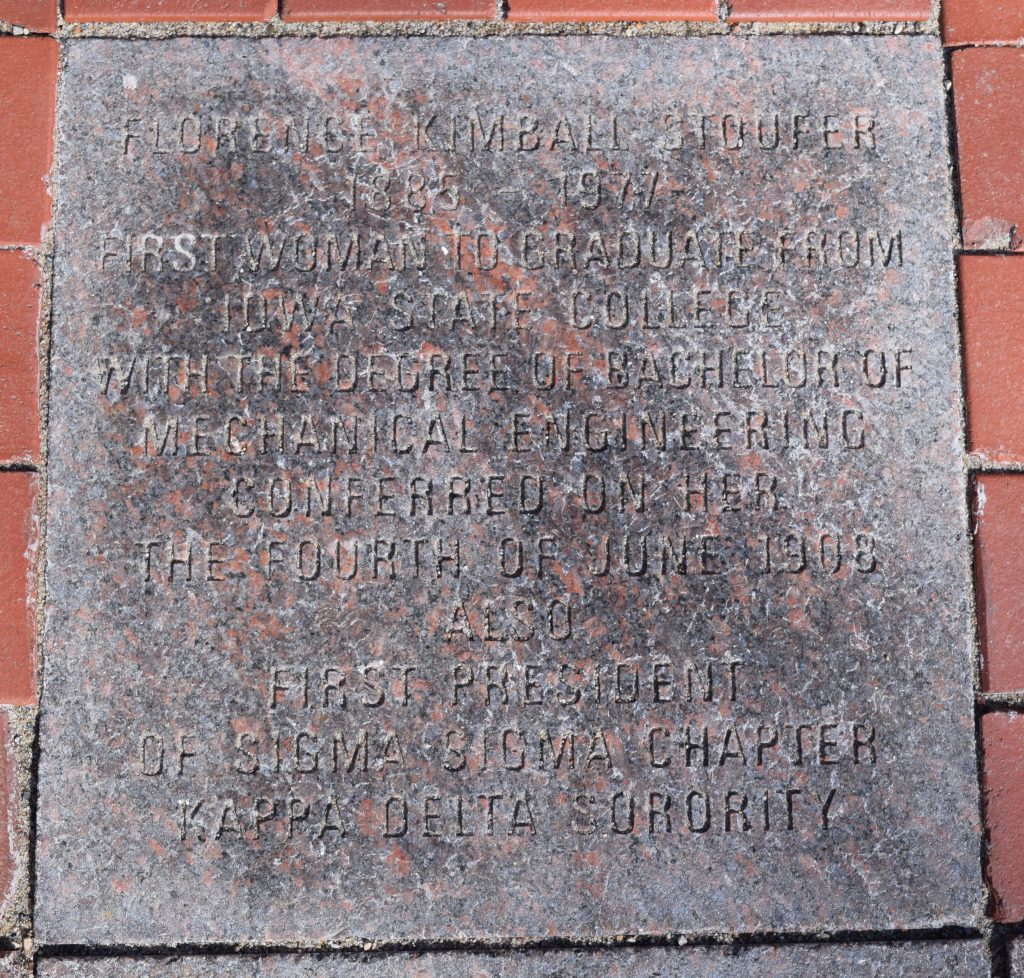 FLORENCE KIMBALL STOUFER
1885 - 1977
FIRST WOMAN TO GRADUATE FROM
IOWA STATE COLLEGE
WITH THE DEGREE OF BACHELOR OF
MECHANICAL ENGINEERING
CONFERRED ON HER
THE FOURTH OF JUNE 1908
ALSO
FIRST PRESIDENT
OF SIGMA SIGMA CHAPTER
KAPPA DELTA SORORITY